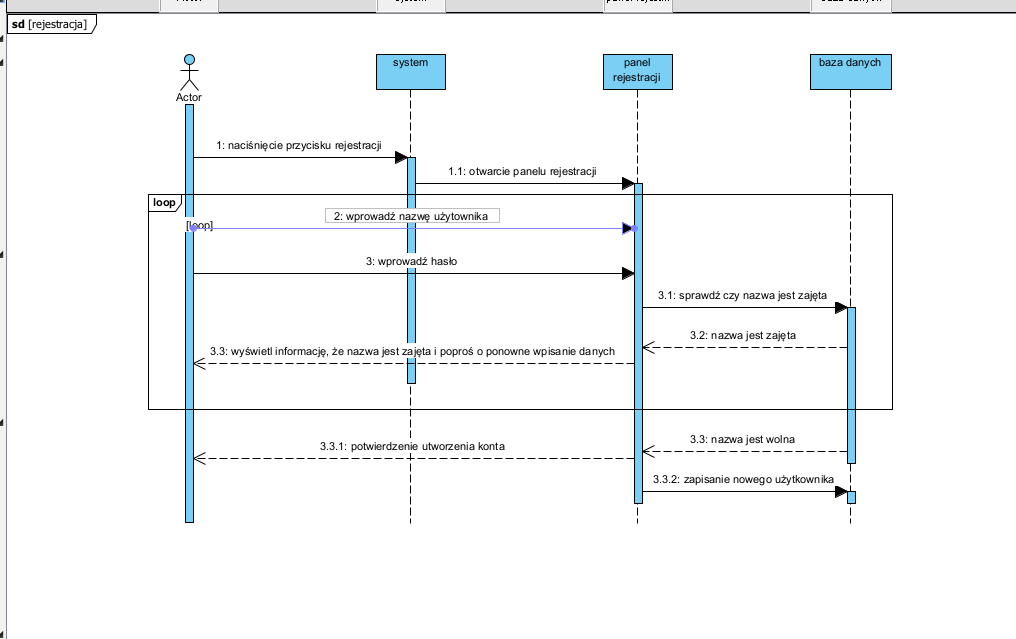 sd [rejestracja]
Actor
system
panel
rejestracji
baza danych
1: naciśnięcie przycisku rejestracji
1.1: otwarcie panelu rejestracji
loop
[loop]
2: wprowadź nazwę użytownika
3: wprowadź hasło
3.1: sprawdź czy nazwa jest zajęta
3.2: nazwa jest zajęta
3.3: wyświetl informację, że nazwa jest zajęta i poproś o ponowne wpisanie danych
3.3: nazwa jest wolna
3.3.1: potwierdzenie utworzenia konta
3.3.2: zapisanie nowego użytkownika